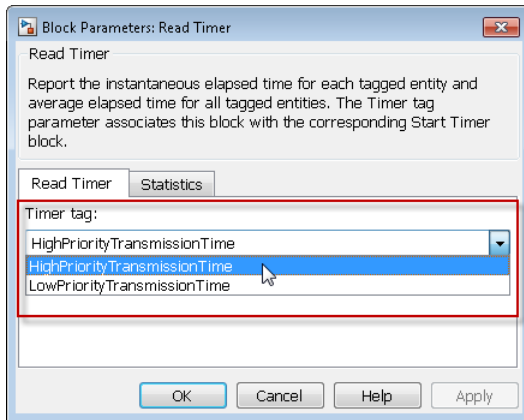 Block Parameters: Read Timer
Read Timer
Report the instantaneous elapsed time for each tagged entity and
average elapsed time for all tagged entities. The Timer tag
parameter associates this block with the corresponding Start Timer
block.
Read Timer Statistics
Timer tag:
HighPriorityTransmissionTime
HighPriorityTransmissionTime
LowPriorityTransmissionTime
OK Cancel Help Apply